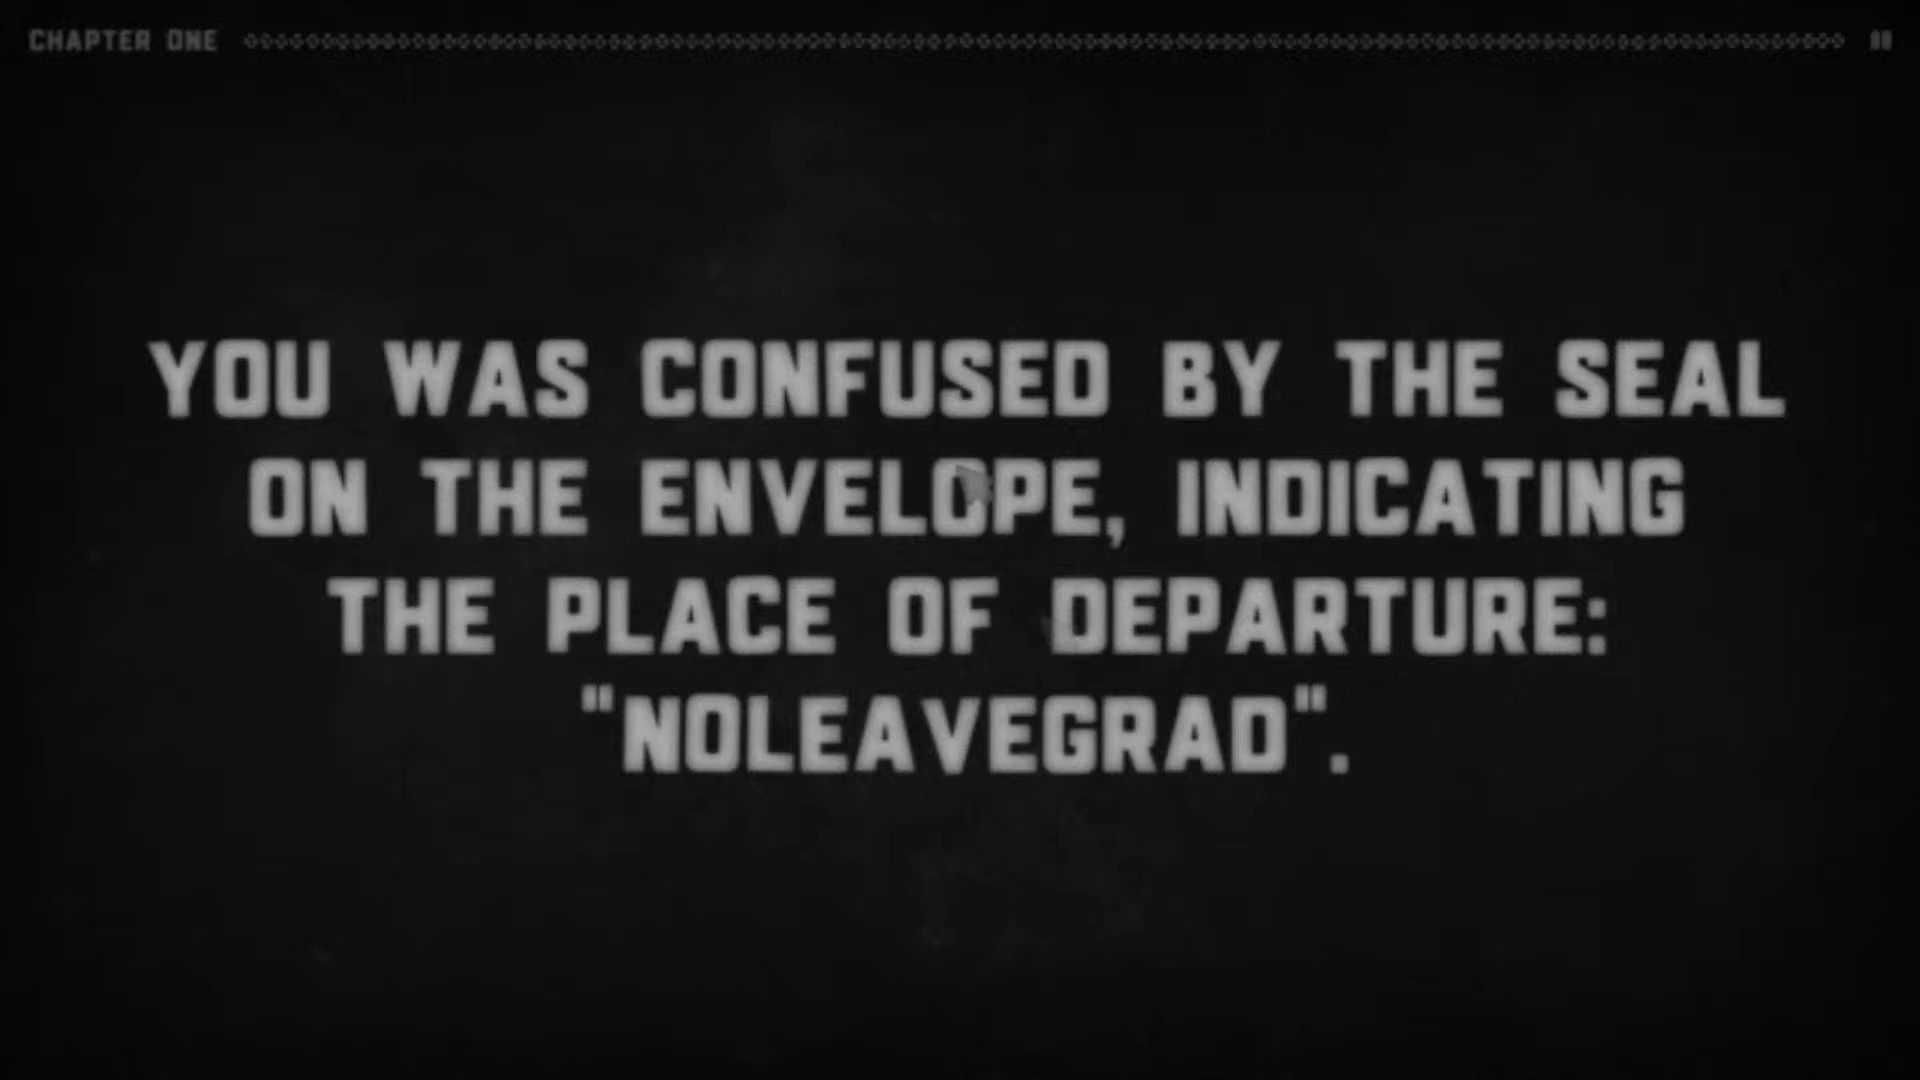 CHAPTER ONE
YOU WAS CONFUSED BY THE SEAL
ON THE ENVELOPE, INDICATING
THE PLACE OF DEPARTURE:
"NOLEAVEGRAD".